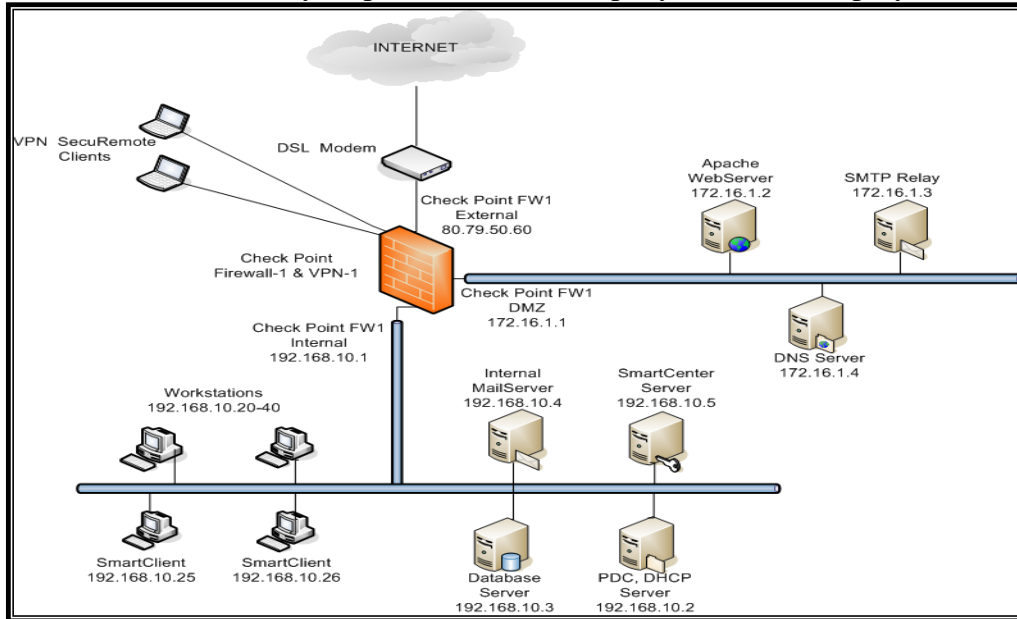 INTERNET
VPN SecuRemote
Clients
DSL Modem
Check Point FW1
External
80.79.50.60
Apache
WebServer
172.16.1.2
SMTP Relay
172.16.1.3
Check Point
Firewall-1 & VPN-1
Check Point FW1
DMZ
172.16.1.1
DNS Server
172.16.1.4
Check Point FW1
Internal
192.168.10.1
Workstations
192.168.10.20-40
Internal
MailServer
192.168.10.4
SmartCenter
Server
192.168.10.5
SmartClient
192.168.10.25
SmartClient
192.168.10.26
Database
Server
192.168.10.3
PDC, DHCP
Server
192.168.10.2